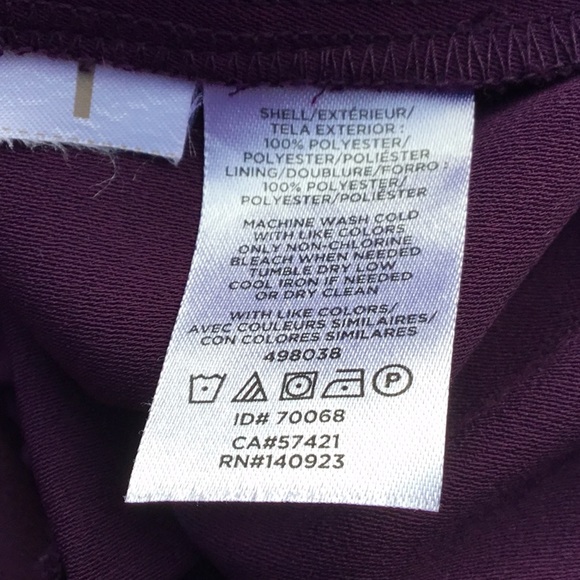 SHELL/EXTÉRIEUR/
TELA EXTERIOR:
100% POLYESTER/
POLYESTER/POLIÉSTER
LINING/DOUBLURE/FORRO:
100% POLYESTER/
POLYESTER/POLIÉSTER
MACHINE WASH COLD
WITH LIKE COLORS
ONLY NON-CHLORINE
BLEACH WHEN NEEDED
TUMBLE DRY LOW
COOL IRON IF NEEDED
OR DRY CLEAN
WITH LIKE COLORS/
AVEC COULEURS SIMILAIRES/
CON COLORES SIMILARES
498038
P
ID# 70068
CA#57421
RN#140923